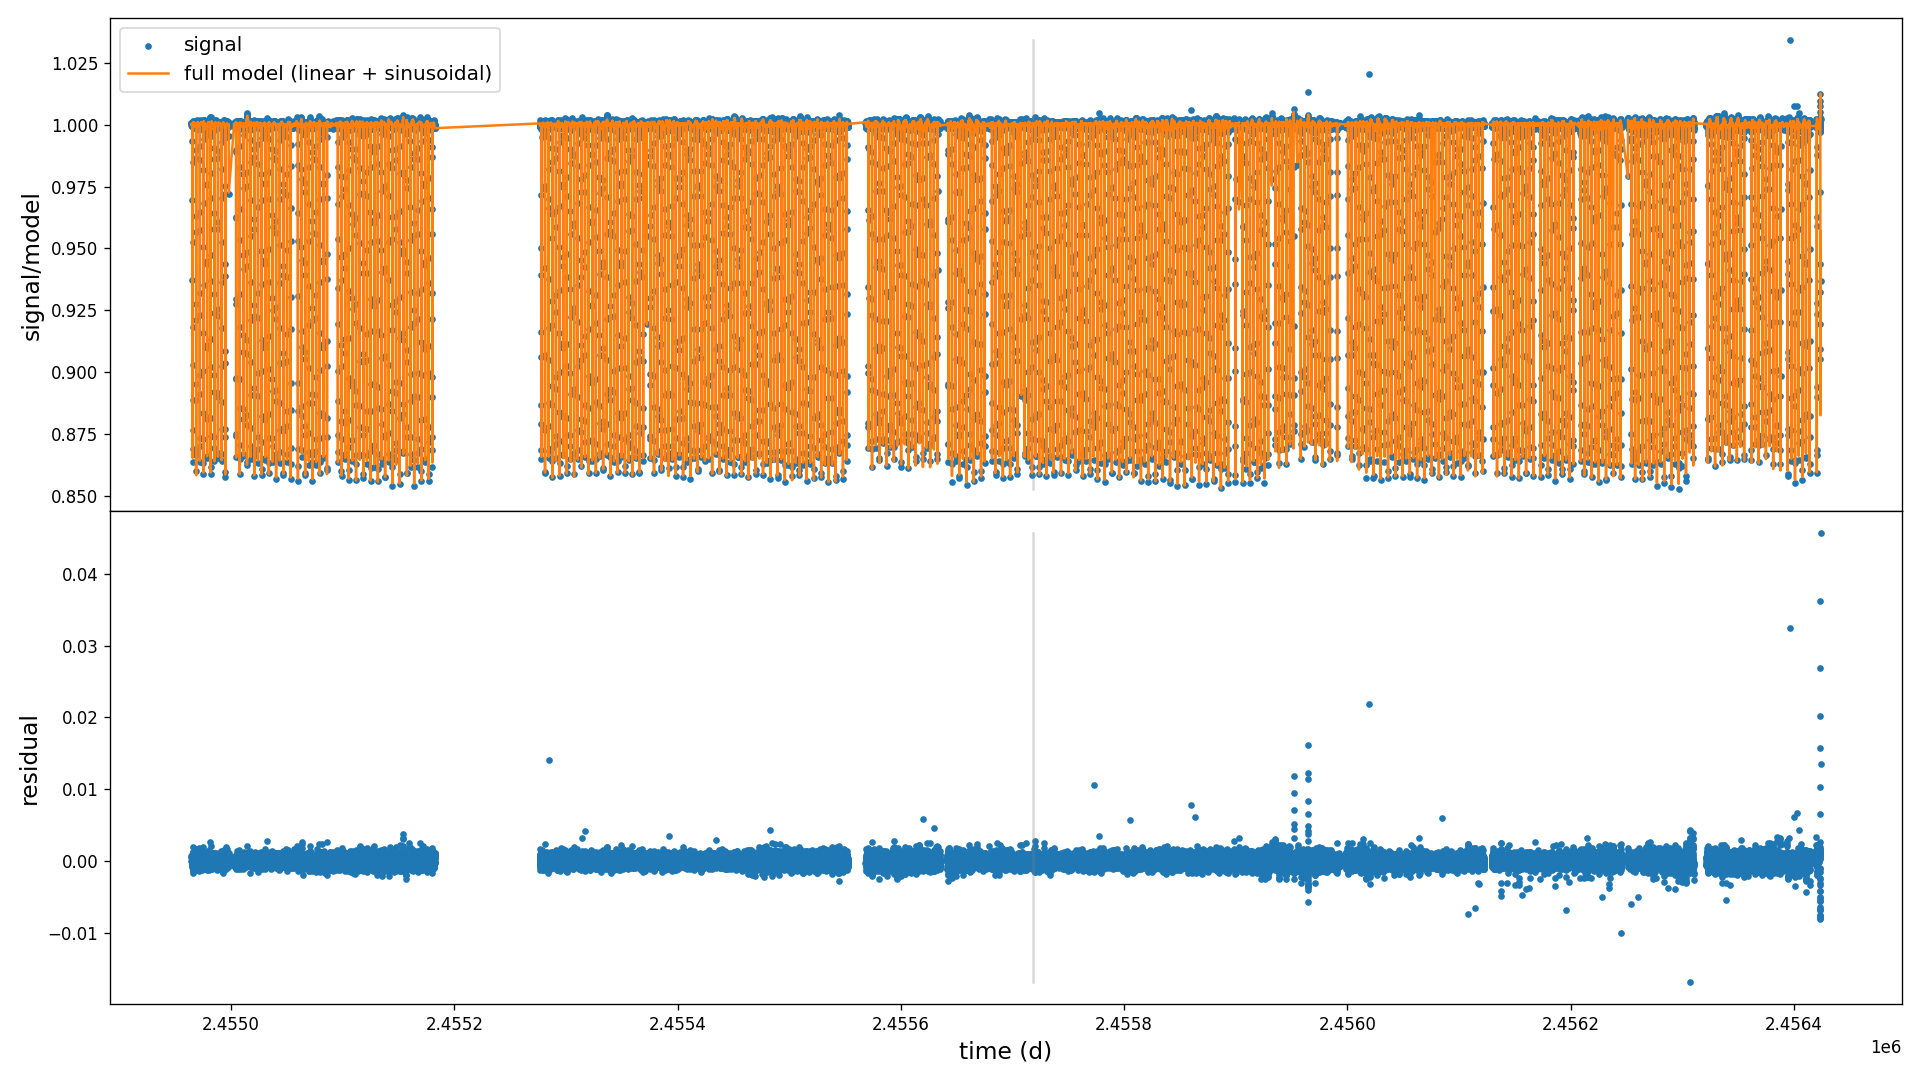 signal
full model (linear + sinusoidal)
1.025
1.000
0.975
0.950
0.925
0.900
0.875
0.850
signal/model
0.04
0.03
0.02
0.01
0.00
−0.01
residual
2.4550 2.4552 2.4554 2.4556 2.4558 2.4560 2.4562 2.4564
1e6
time (d)